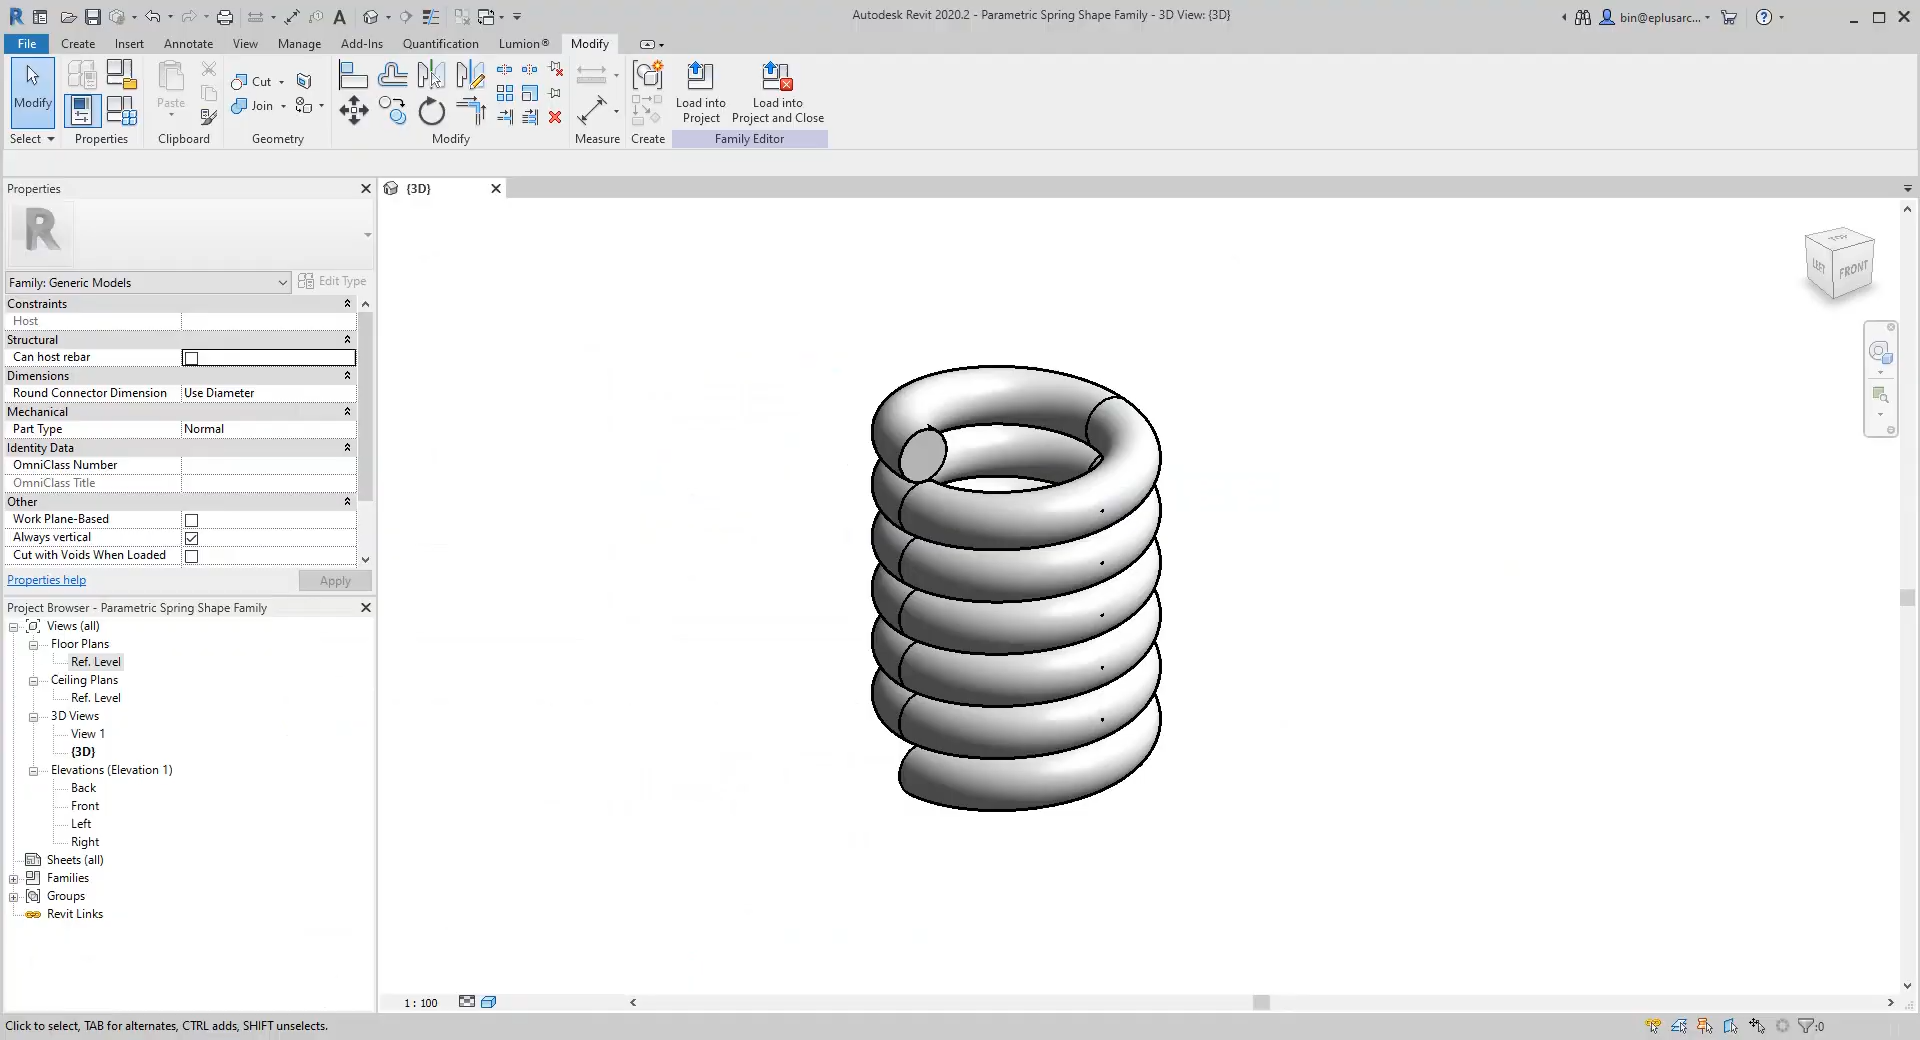 Autodesk Revit 2020.2 - Parametric Spring Shape Family - 3D View: {3D}
bin@eplusarc...
File Create Insert Annotate View Manage Add-Ins Quantification Lumion® Modify
Modify
Paste
Cut
Join
Load into Project
Load into Project and Close
Select Properties Clipboard Geometry Modify Measure Create Family Editor
Properties
{3D}
R
Family: Generic Models
Edit Type
Constraints
Host
Structural
Can host rebar
Dimensions
Round Connector Dimension Use Diameter
Mechanical
Part Type Normal
Identity Data
OmniClass Number
OmniClass Title
Other
Work Plane-Based
Always vertical
Cut with Voids When Loaded
Properties help
Apply
TOP
LEFT
FRONT
Project Browser - Parametric Spring Shape Family
Views (all)
Floor Plans
Ref. Level
Ceiling Plans
Ref. Level
3D Views
View 1
{3D}
Elevations (Elevation 1)
Back
Front
Left
Right
Sheets (all)
Families
Groups
Revit Links
1 : 100
Click to select, TAB for alternates, CTRL adds, SHIFT unselects.
:0